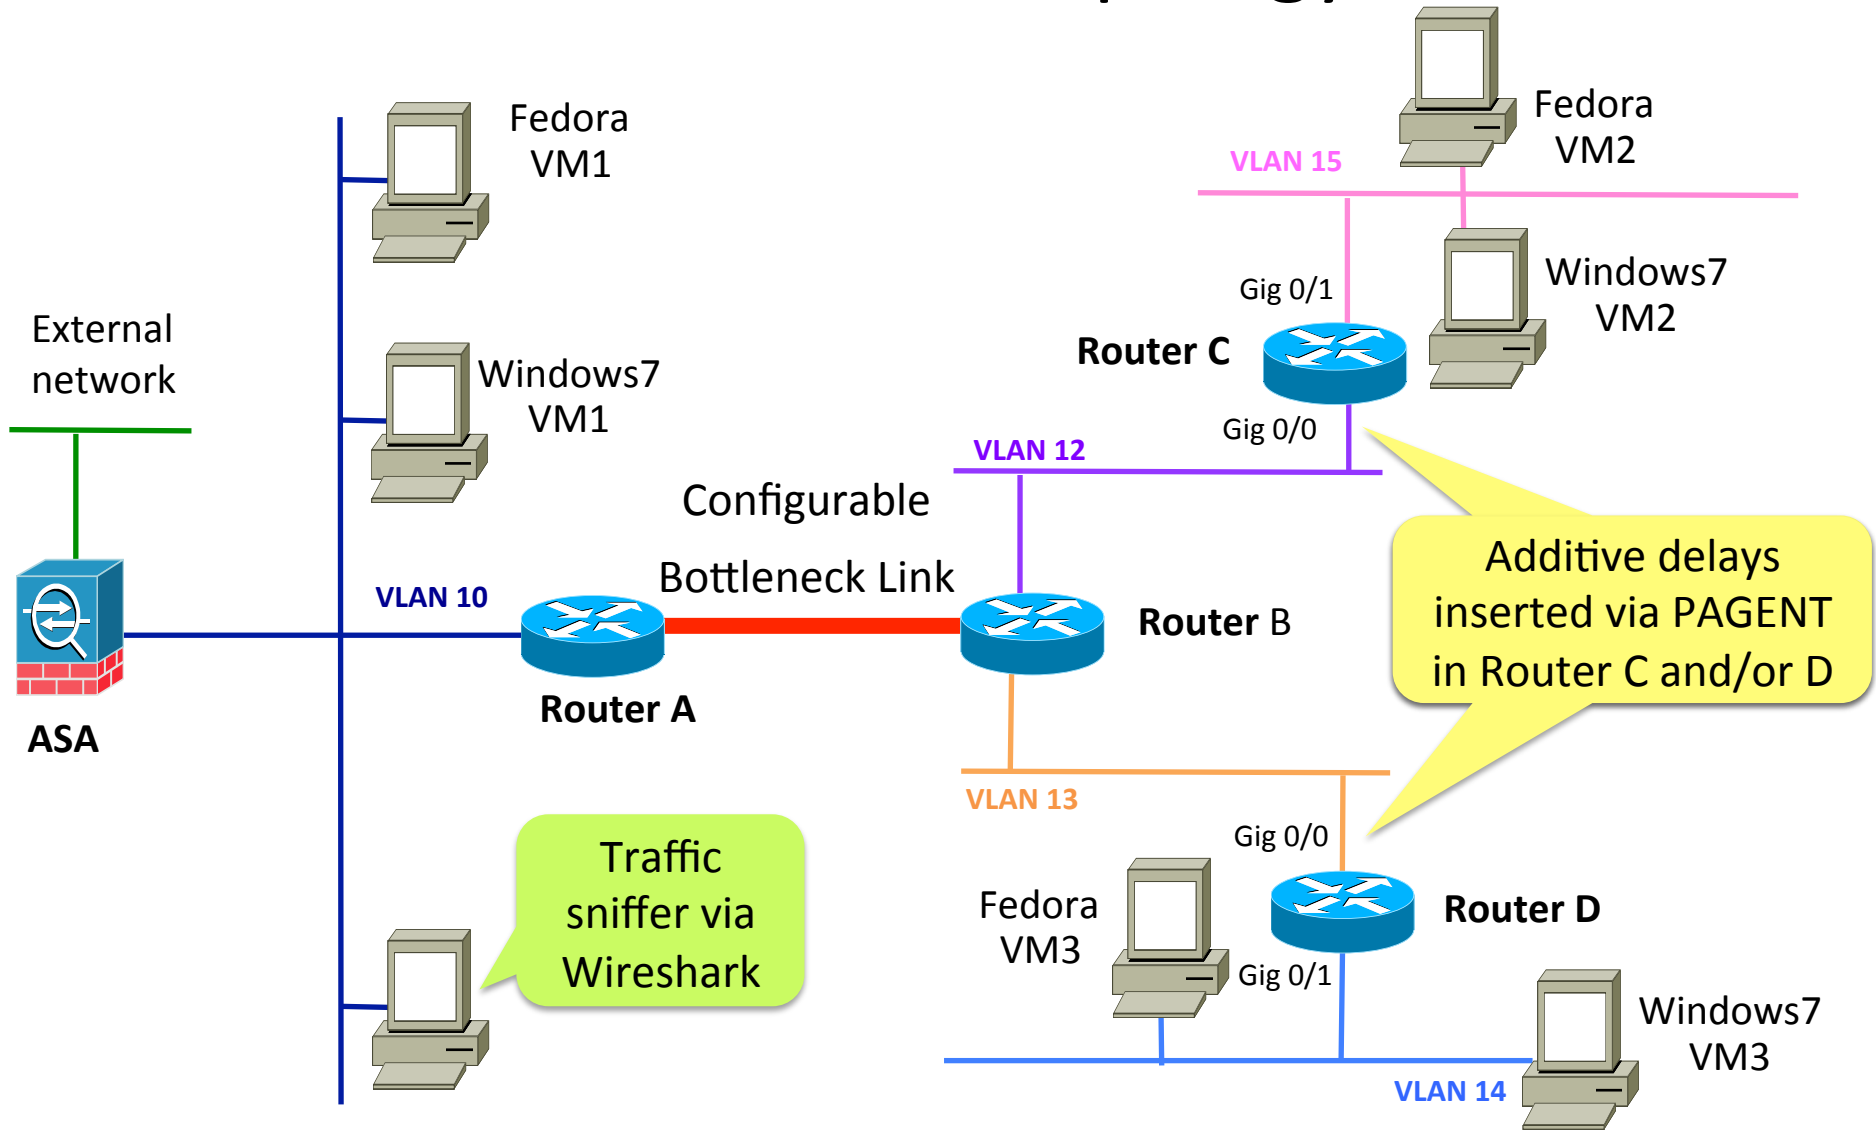 Fedora
VM1
Fedora
VM2
VLAN 15
Windows7
VM2
Gig 0/1
External
network
Router C
Windows7
VM1
Gig 0/0
VLAN 12
Configurable
Bottleneck Link
Additive delays
inserted via PAGENT
in Router C and/or D
VLAN 10
Router B
Router A
ASA
VLAN 13
Gig 0/0
Traffic
sniffer via
Wireshark
Fedora
VM3
Router D
Gig 0/1
Windows7
VM3
VLAN 14